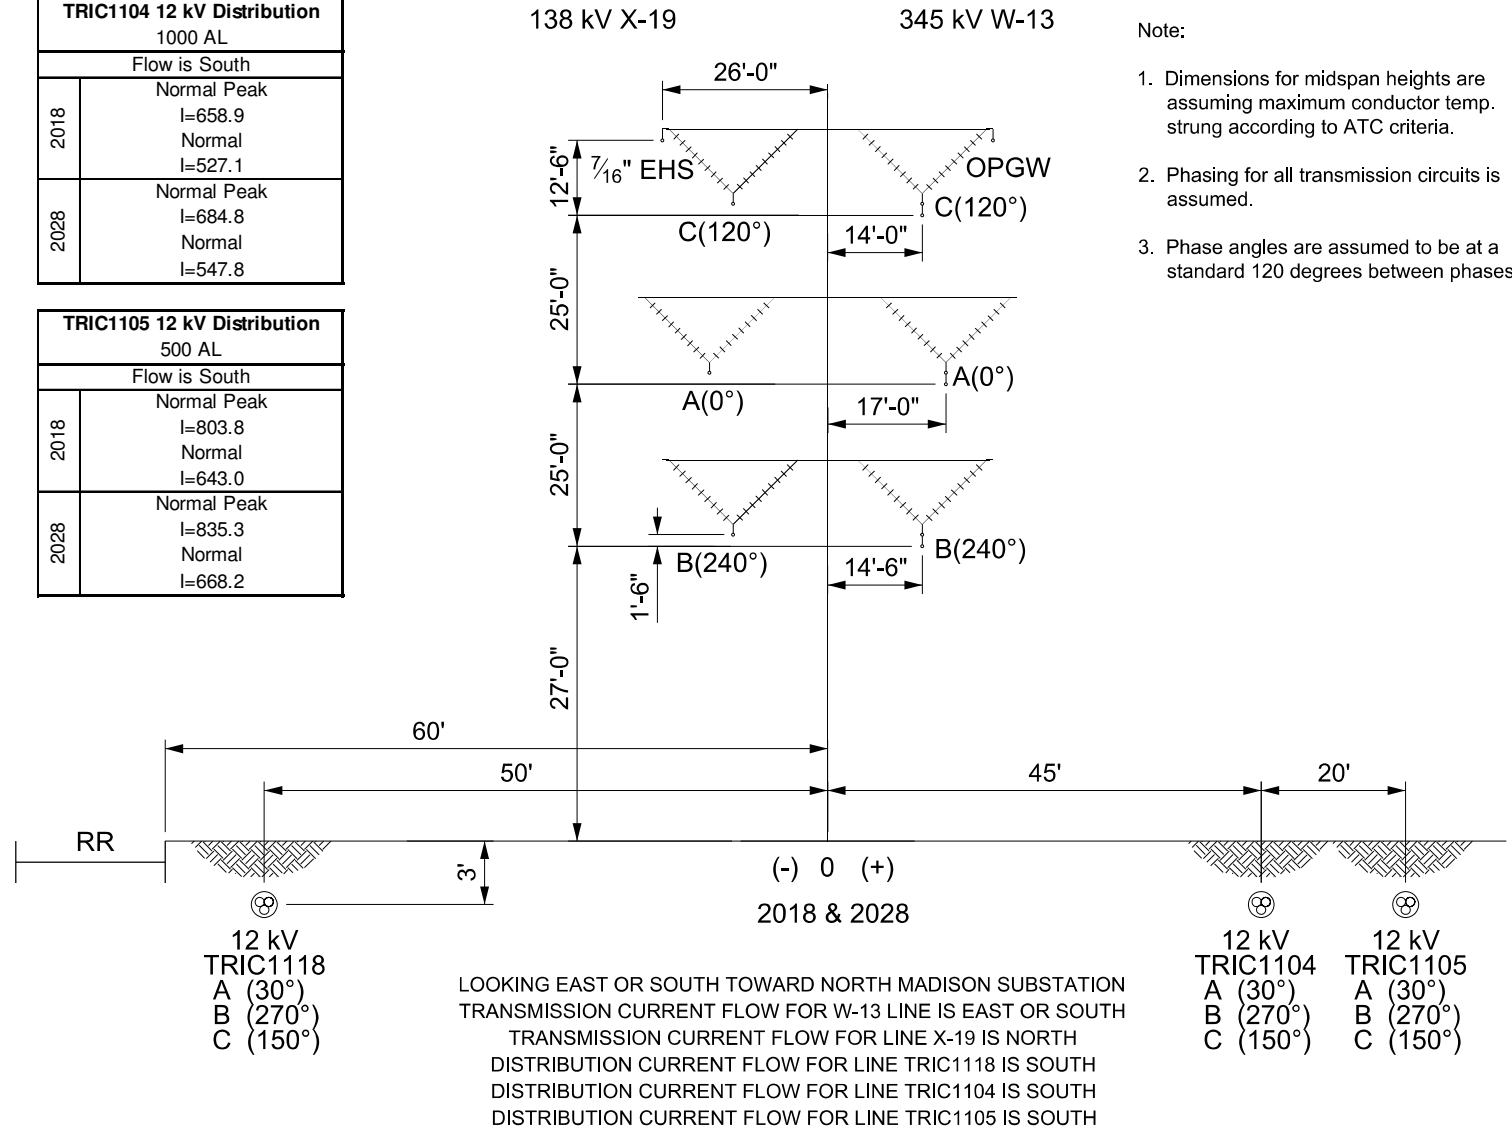 TRIC1104 12 kV Distribution
1000 AL
Flow is South
2018
Normal Peak
I=658.9
Normal
I=527.1
2028
Normal Peak
I=684.8
Normal
I=547.8
TRIC1105 12 kV Distribution
500 AL
Flow is South
2018
Normal Peak
I=803.8
Normal
I=643.0
2028
Normal Peak
I=835.3
Normal
I=668.2
138 kV X-19
345 kV W-13
26'-0"
12'-6"
7/16" EHS
OPGW
C(120°)
C(120°)
14'-0"
25'-0"
A(0°)
A(0°)
17'-0"
25'-0"
B(240°)
B(240°)
14'-6"
1'-6"
27'-0"
60'
50'
45'
20'
RR
3'
(-) 0 (+)
2018 & 2028
12 kV
TRIC1118
A (30°)
B (270°)
C (150°)
12 kV
TRIC1104
A (30°)
B (270°)
C (150°)
12 kV
TRIC1105
A (30°)
B (270°)
C (150°)
LOOKING EAST OR SOUTH TOWARD NORTH MADISON SUBSTATION
TRANSMISSION CURRENT FLOW FOR W-13 LINE IS EAST OR SOUTH
TRANSMISSION CURRENT FLOW FOR LINE X-19 IS NORTH
DISTRIBUTION CURRENT FLOW FOR LINE TRIC1118 IS SOUTH
DISTRIBUTION CURRENT FLOW FOR LINE TRIC1104 IS SOUTH
DISTRIBUTION CURRENT FLOW FOR LINE TRIC1105 IS SOUTH
Note:
1. Dimensions for midspan heights are
assuming maximum conductor temp.
strung according to ATC criteria.
2. Phasing for all transmission circuits is
assumed.
3. Phase angles are assumed to be at a
standard 120 degrees between phases